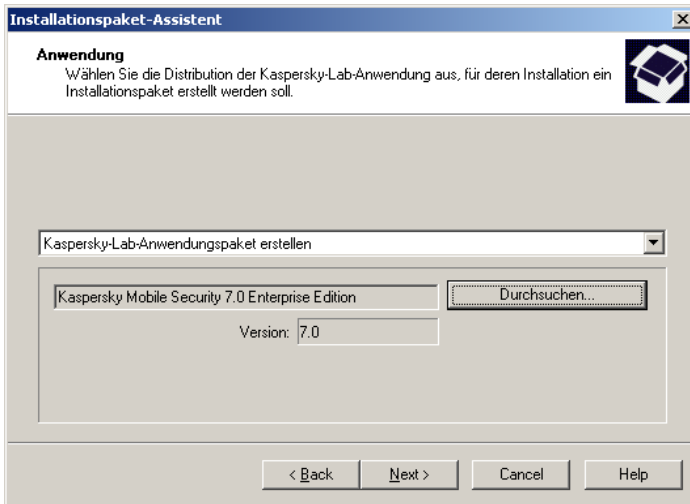 Installationspaket-Assistent
Anwendung
Wählen Sie die Distribution der Kaspersky-Lab-Anwendung aus, für deren Installation ein
Installationspaket erstellt werden soll.
Kaspersky-Lab-Anwendungspaket erstellen
Kaspersky Mobile Security 7.0 Enterprise Edition
Durchsuchen...
Version: 7.0
< Back
Next >
Cancel
Help